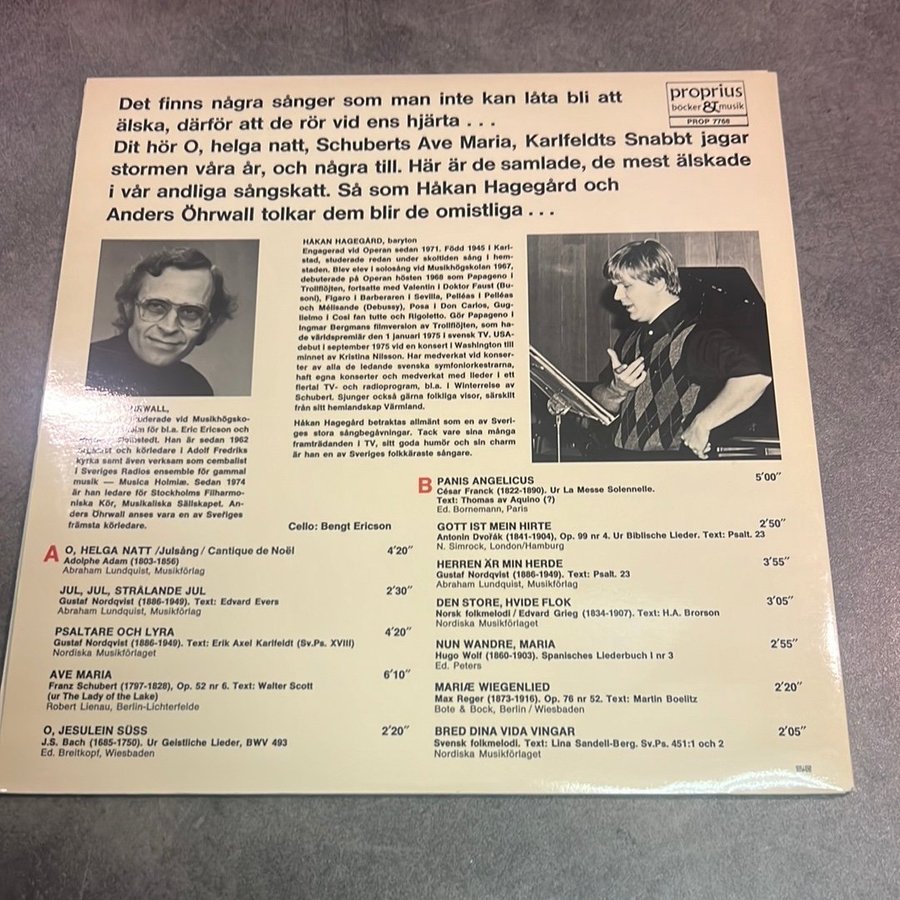 Det finns några sånger som man inte kan låta bli att
älska, därför att de rör vid ens hjärta . . .
Dit hör O, helga natt, Schuberts Ave Maria, Karlfeldts Snabbt jagar
stormen våra år, och några till. Här är de samlade, de mest älskade
i vår andliga sångskatt. Så som Håkan Hagegård och
Anders Öhrwall tolkar dem blir de omistliga . . .
proprius
böcker & musik
PROP 7768
HÅKAN HAGEGÅRD, baryton
Engagerad vid Operan sedan 1971. Född 1945 i Karl-
stad, studerade redan under skoltiden sång i hem-
staden. Blev elev i solosång vid Musikhögskolan 1967,
debuterade på Operan hösten 1968 som Papageno i
Trollflöjten, fortsatte med Valentin i Doktor Faust (Bu-
soni), Figaro i Barberaren i Sevilla, Pelléas i Pelléas
och Mélisande (Debussy), Posa i Don Carlos, Gug-
lielmo i Cosi fan tutte och Rigoletto. Gör Papageno i
Ingmar Bergmans filmversion av Trollflöjten, som ha-
de världspremiär den 1 januari 1975 i svensk TV. USA-
debut i september 1975 vid en konsert i Washington till
minnet av Kristina Nilsson. Har medverkat vid konser-
ter av alla de ledande svenska symfoniorkestrarna,
haft egna konserter och medverkat med lieder i ett
flertal TV- och radioprogram, bl.a. i Winterreise av
Schubert. Sjunger också gärna folkliga visor, särskilt
från sitt hemlandskap Värmland.
Håkan Hagegård betraktas allmänt som en av Sveri-
ges stora sångbegåvningar. Tack vare sina många
framträdanden i TV, sitt goda humör och sin charm
är han en av Sveriges folkkäraste sångare.
uderade vid Musikhögsko-
för bl.a. Eric Ericson och
Han är sedan 1962
och körledare i Adolf Fredriks
kyrka samt även verksam som cembalist
i Sveriges Radios ensemble för gammal
musik — Musica Holmiæ. Sedan 1974
är han ledare för Stockholms Filharmo-
niska Kör, Musikaliska Sällskapet. An-
ders Öhrwall anses vara en av Sveriges
främsta körledare.
Cello: Bengt Ericson
A O, HELGA NATT /Julsång / Cantique de Noël 4'20"
Adolphe Adam (1803-1856)
Abraham Lundquist, Musikförlag
JUL, JUL, STRÅLANDE JUL 2'30"
Gustaf Nordqvist (1886-1949). Text: Edvard Evers
Abraham Lundquist, Musikförlag
PSALTARE OCH LYRA 4'20"
Gustaf Nordqvist (1886-1949). Text: Erik Axel Karlfeldt (Sv.Ps. XVIII)
Nordiska Musikförlaget
AVE MARIA 6'10"
Franz Schubert (1797-1828), Op. 52 nr 6. Text: Walter Scott
(ur The Lady of the Lake)
Robert Lienau, Berlin-Lichterfelde
O, JESULEIN SÜSS 2'20"
J.S. Bach (1685-1750). Ur Geistliche Lieder, BWV 493
Ed. Breitkopf, Wiesbaden
B PANIS ANGELICUS 5'00"
César Franck (1822-1890). Ur La Messe Solennelle.
Text: Thomas av Aquino (?)
Ed. Bornemann, Paris
GOTT IST MEIN HIRTE 2'50"
Antonin Dvořák (1841-1904), Op. 99 nr 4. Ur Biblische Lieder. Text: Psalt. 23
N. Simrock, London/Hamburg
HERREN ÄR MIN HERDE 3'55"
Gustaf Nordqvist (1886-1949). Text: Psalt. 23
Abraham Lundquist, Musikförlag
DEN STORE, HVIDE FLOK 3'05"
Norsk folkmelodi / Edvard Grieg (1834-1907). Text: H.A. Brorson
Nordiska Musikförlaget
NUN WANDRE, MARIA 2'55"
Hugo Wolf (1860-1903). Spanisches Liederbuch I nr 3
Ed. Peters
MARIÆ WIEGENLIED 2'20"
Max Reger (1873-1916). Op. 76 nr 52. Text: Martin Boelitz
Bote & Bock, Berlin / Wiesbaden
BRED DINA VIDA VINGAR 2'05"
Svensk folkmelodi. Text: Lina Sandell-Berg. Sv.Ps. 451:1 och 2
Nordiska Musikförlaget